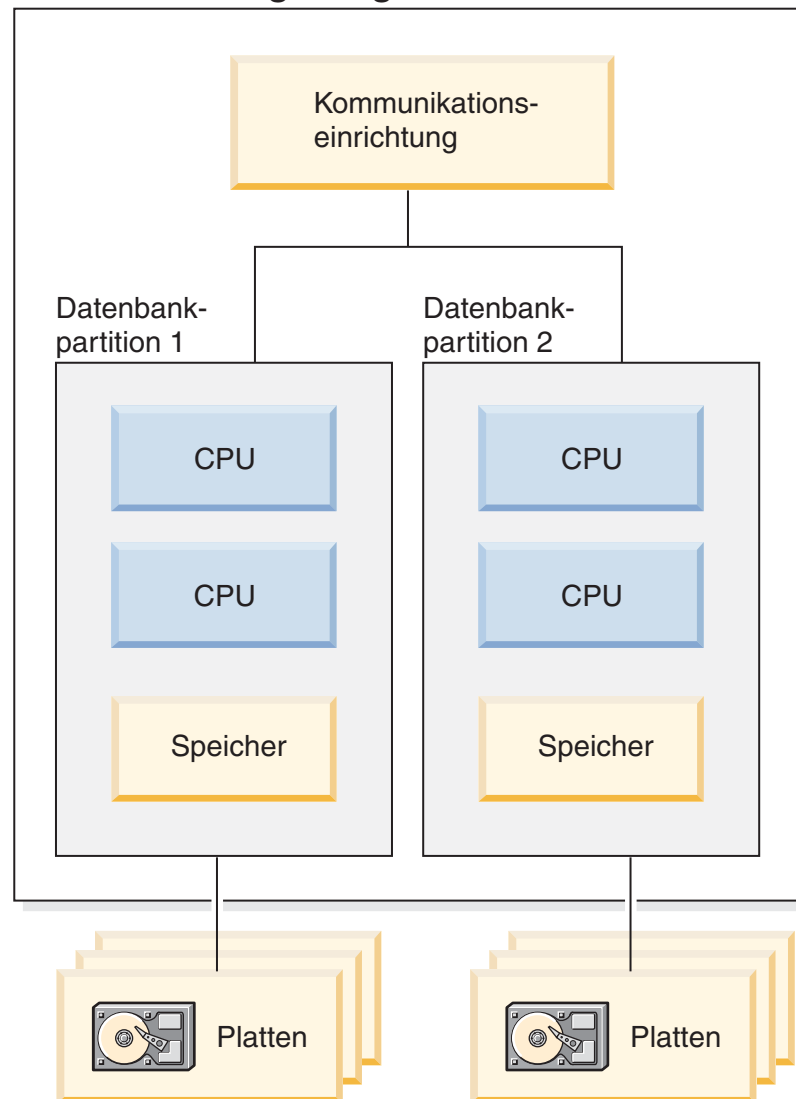 Kommunikations-
einrichtung
Datenbank-
partition 1
Datenbank-
partition 2
CPU
CPU
CPU
CPU
Speicher
Speicher
Platten
Platten